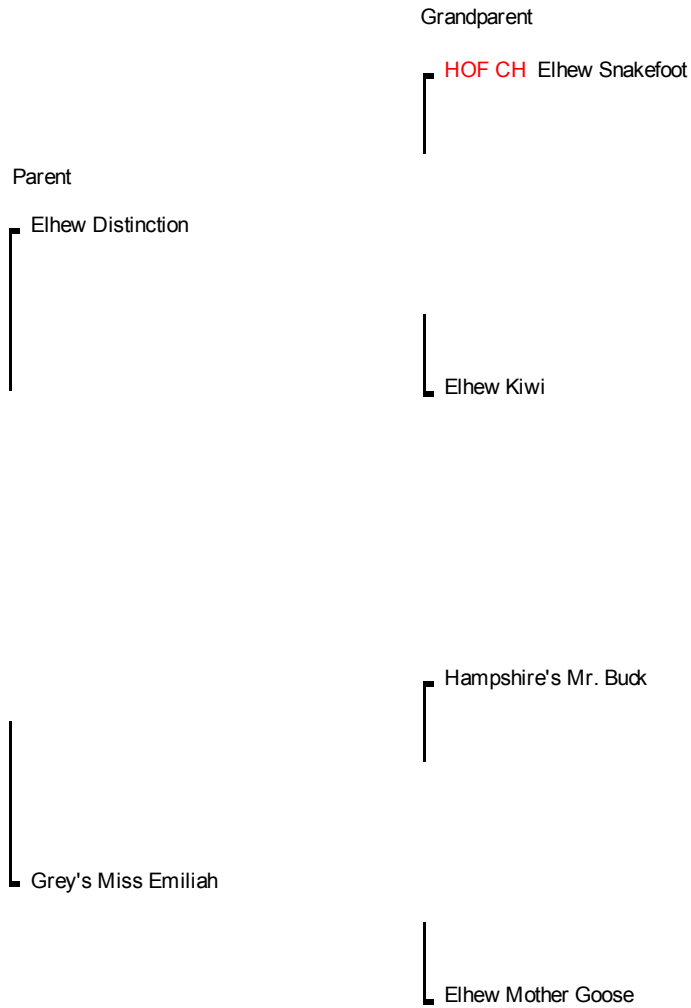 Grandparent
HOF CH Elhew Snakefoot
Parent
Elhew Distinction
Elhew Kiwi
Hampshire's Mr. Buck
Grey's Miss Emiliah
Elhew Mother Goose